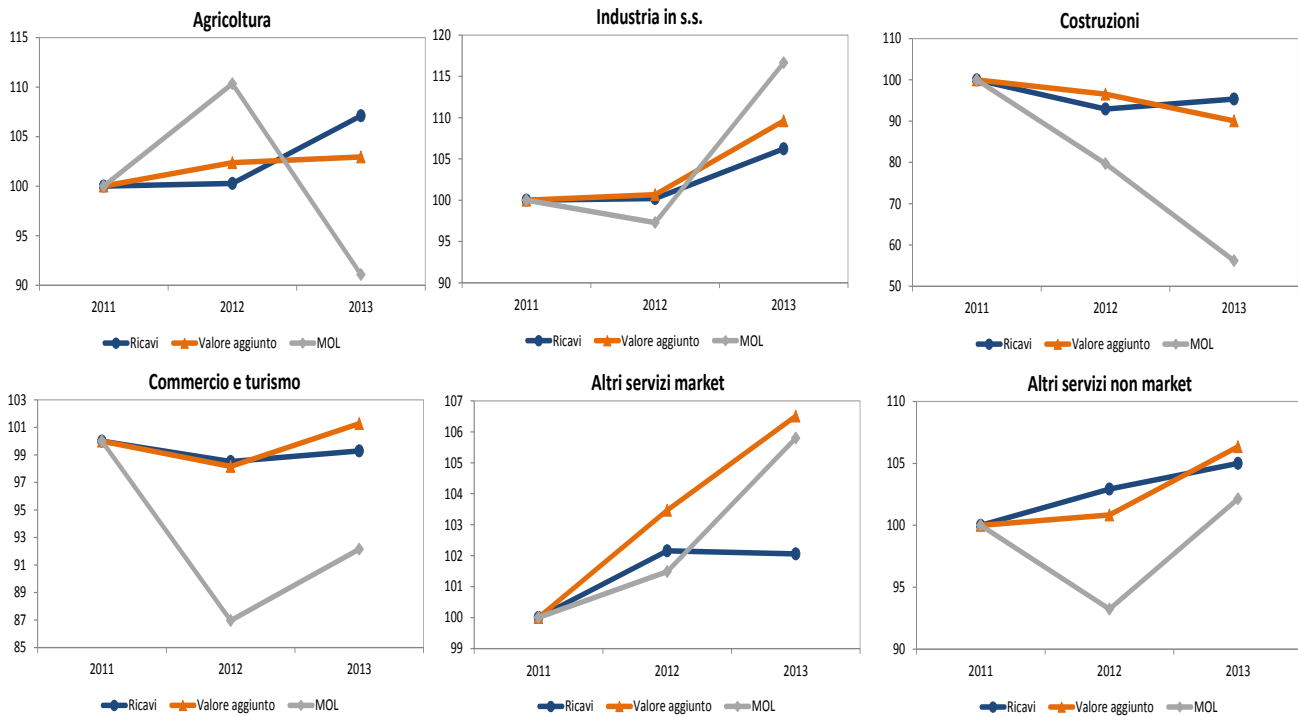 Agricoltura
115
110
105
100
95
90
2011 2012 2013
Ricavi Valore aggiunto MOL
Industria in s.s.
120
115
110
105
100
95
90
2011 2012 2013
Ricavi Valore aggiunto MOL
Costruzioni
110
100
90
80
70
60
50
2011 2012 2013
Ricavi Valore aggiunto MOL
Commercio e turismo
103
101
99
97
95
93
91
89
87
85
2011 2012 2013
Ricavi Valore aggiunto MOL
Altri servizi market
107
106
105
104
103
102
101
100
99
2011 2012 2013
Ricavi Valore aggiunto MOL
Altri servizi non market
110
105
100
95
90
2011 2012 2013
Ricavi Valore aggiunto MOL